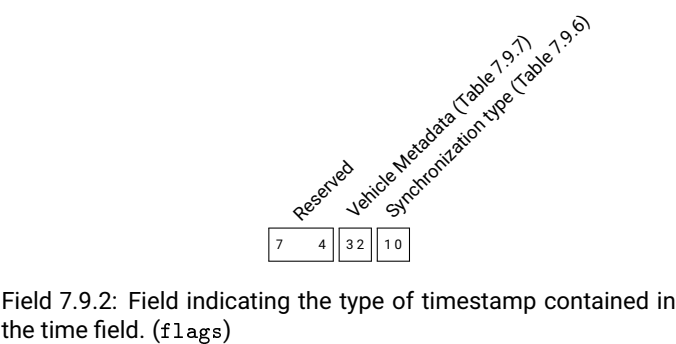 Reserved
Vehicle Metadata (Table 7.9.7)
Synchronization type (Table 7.9.6)
7 4 3 2 1 0
Field 7.9.2: Field indicating the type of timestamp contained in
the time field. (flags)